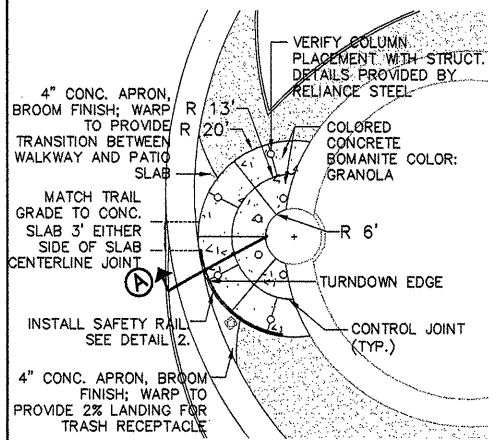 VERIFY COLUMN
PLACEMENT WITH STRUCT.
DETAILS PROVIDED BY
RELIANCE STEEL
4" CONC. APRON,
BROOM FINISH; WARP
TO PROVIDE
TRANSITION BETWEEN
WALKWAY AND PATIO
SLAB
R 13'
R 20'
COLORED
CONCRETE
BOMANITE COLOR:
GRANOLA
MATCH TRAIL
GRADE TO CONC.
SLAB 3' EITHER
SIDE OF SLAB
CENTERLINE JOINT
R 6'
A
TURNDOWN EDGE
INSTALL SAFETY RAIL.
SEE DETAIL 2.
CONTROL JOINT
(TYP.)
4" CONC. APRON, BROOM
FINISH; WARP TO
PROVIDE 2% LANDING FOR
TRASH RECEPTACLE